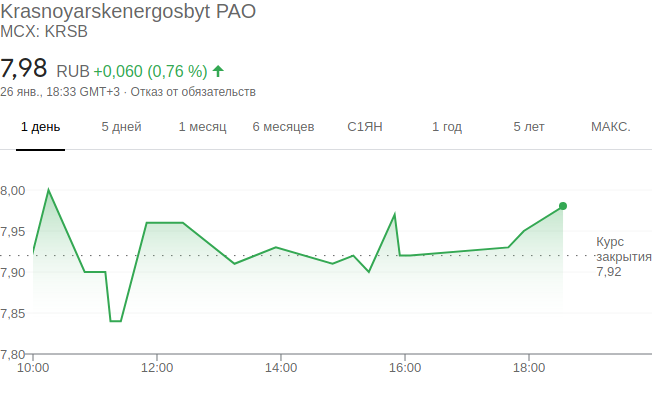 Krasnoyarskenergosbyt PAO
MCX: KRSB
7,98 RUB +0,060 (0,76 %)
26 янв., 18:33 GMT+3 · Отказ от обязательств
1 день 5 дней 1 месяц 6 месяцев С1ЯН 1 год 5 лет МАКС.
8,00
7,95
Курс
закрытия
7,92
7,90
7,85
7,80
10:00 12:00 14:00 16:00 18:00